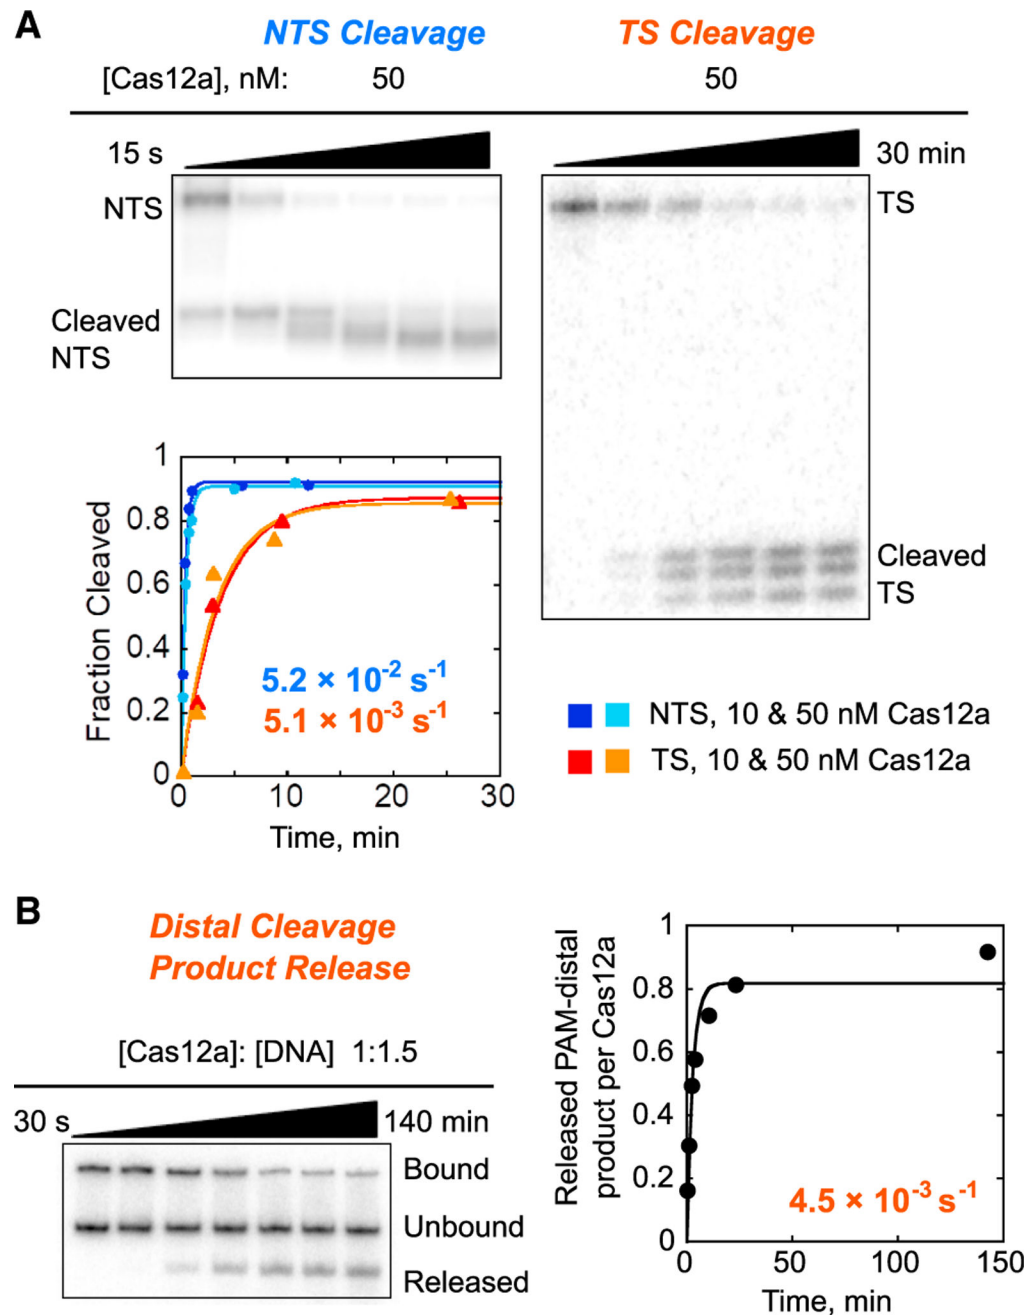 A
NTS Cleavage TS Cleavage
[Cas12a], nM: 50 50
15 s 30 min
NTS TS
Cleaved
NTS
Cleaved
TS
Fraction Cleaved
1
0.8
0.6
0.4
0.2
0
5.2 × 10⁻² s⁻¹
5.1 × 10⁻³ s⁻¹
0 10 20 30
Time, min
NTS, 10 & 50 nM Cas12a
TS, 10 & 50 nM Cas12a
B
Distal Cleavage
Product Release
[Cas12a]: [DNA] 1:1.5
30 s 140 min
Bound
Unbound
Released
Released PAM-distal
product per Cas12a
1
0.8
0.6
0.4
0.2
0
4.5 × 10⁻³ s⁻¹
0 50 100 150
Time, min